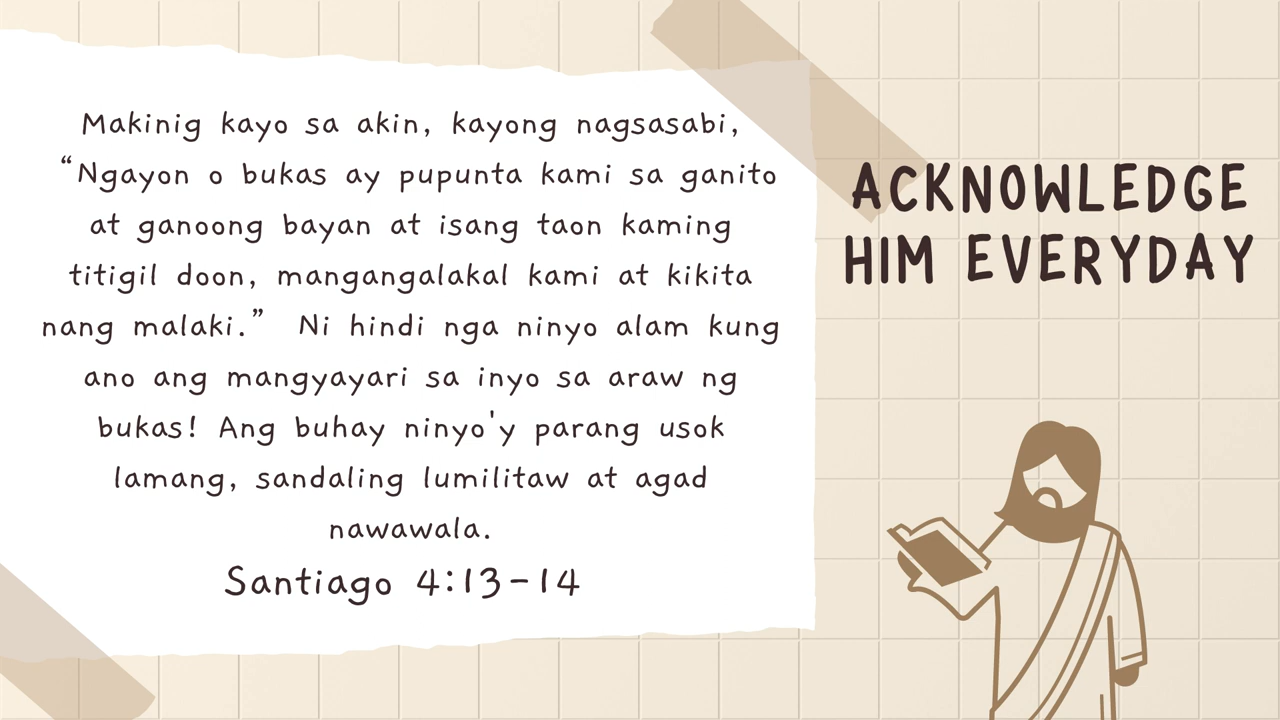 Makinig kayo sa akin, kayong nagsasabi,
“Ngayon o bukas ay pupunta kami sa ganito
at ganoong bayan at isang taon kaming
titigil doon, mangangalakal kami at kikita
nang malaki.” Ni hindi nga ninyo alam kung
ano ang mangyayari sa inyo sa araw ng
bukas! Ang buhay ninyo'y parang usok
lamang, sandaling lumilitaw at agad
nawawala.
Santiago 4:13-14
ACKNOWLEDGE
HIM EVERYDAY